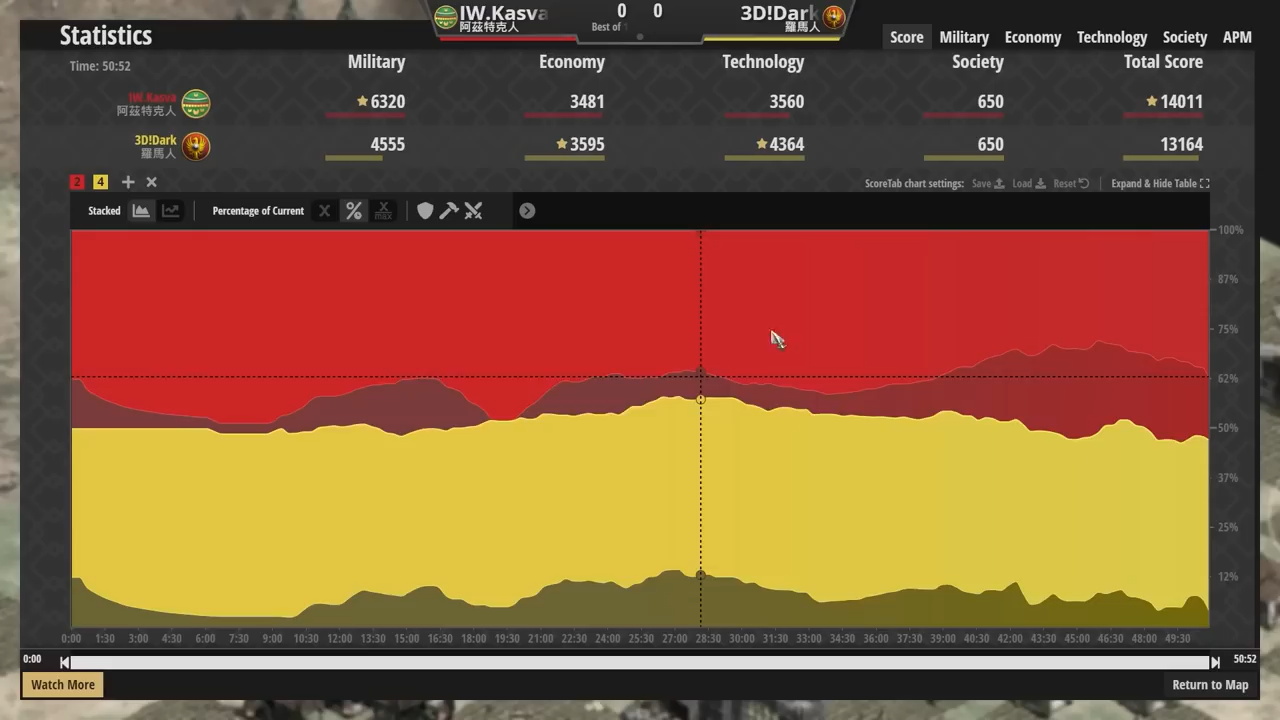 IW.Kasva 0 0 3D!Dark
阿茲特克人 Best of 羅馬人
Statistics
Score Military Economy Technology Society APM
Time: 50:52 Military Economy Technology Society Total Score
IW.Kasva 6320 3481 3560 650 14011
阿茲特克人
3D!Dark 4555 3595 4364 650 13164
羅馬人
2 4 ScoreTab chart settings: Save Load Reset Expand & Hide Table
Stacked Percentage of Current X % X max
100%
87%
75%
62%
50%
37%
25%
12%
0:00 1:30 3:00 4:30 6:00 7:30 9:00 10:30 12:00 13:30 15:00 16:30 18:00 19:30 21:00 22:30 24:00 25:30 27:00 28:30 30:00 31:30 33:00 34:30 36:00 37:30 39:00 40:30 42:00 43:30 45:00 46:30 48:00 49:30
0:00 50:52
Watch More Return to Map